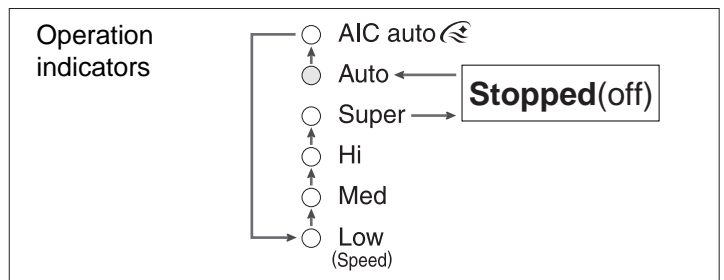 Operation
indicators
AIC auto
Auto
Stopped(off)
Super
Hi
Med
Low
(Speed)